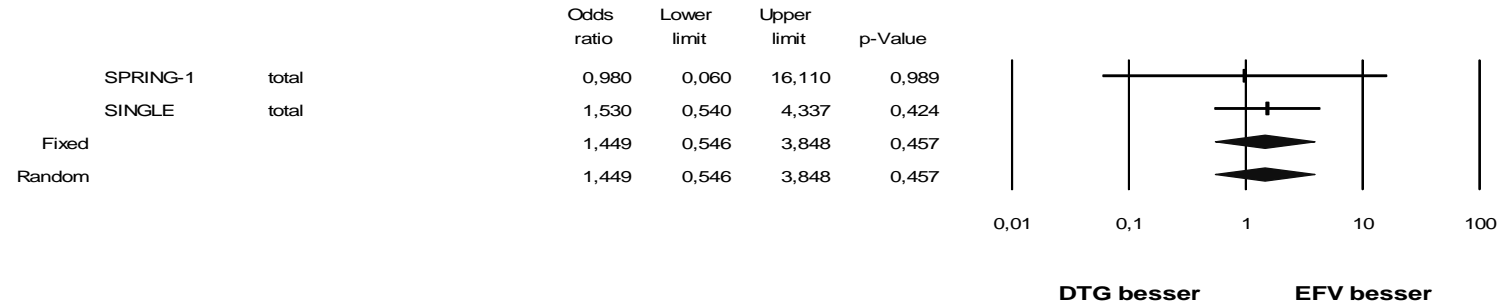 Odds Lower Upper
ratio limit limit p-Value
SPRING-1 total 0,980 0,060 16,110 0,989
SINGLE total 1,530 0,540 4,337 0,424
Fixed 1,449 0,546 3,848 0,457
Random 1,449 0,546 3,848 0,457
0,01 0,1 1 10 100
DTG besser EFV besser